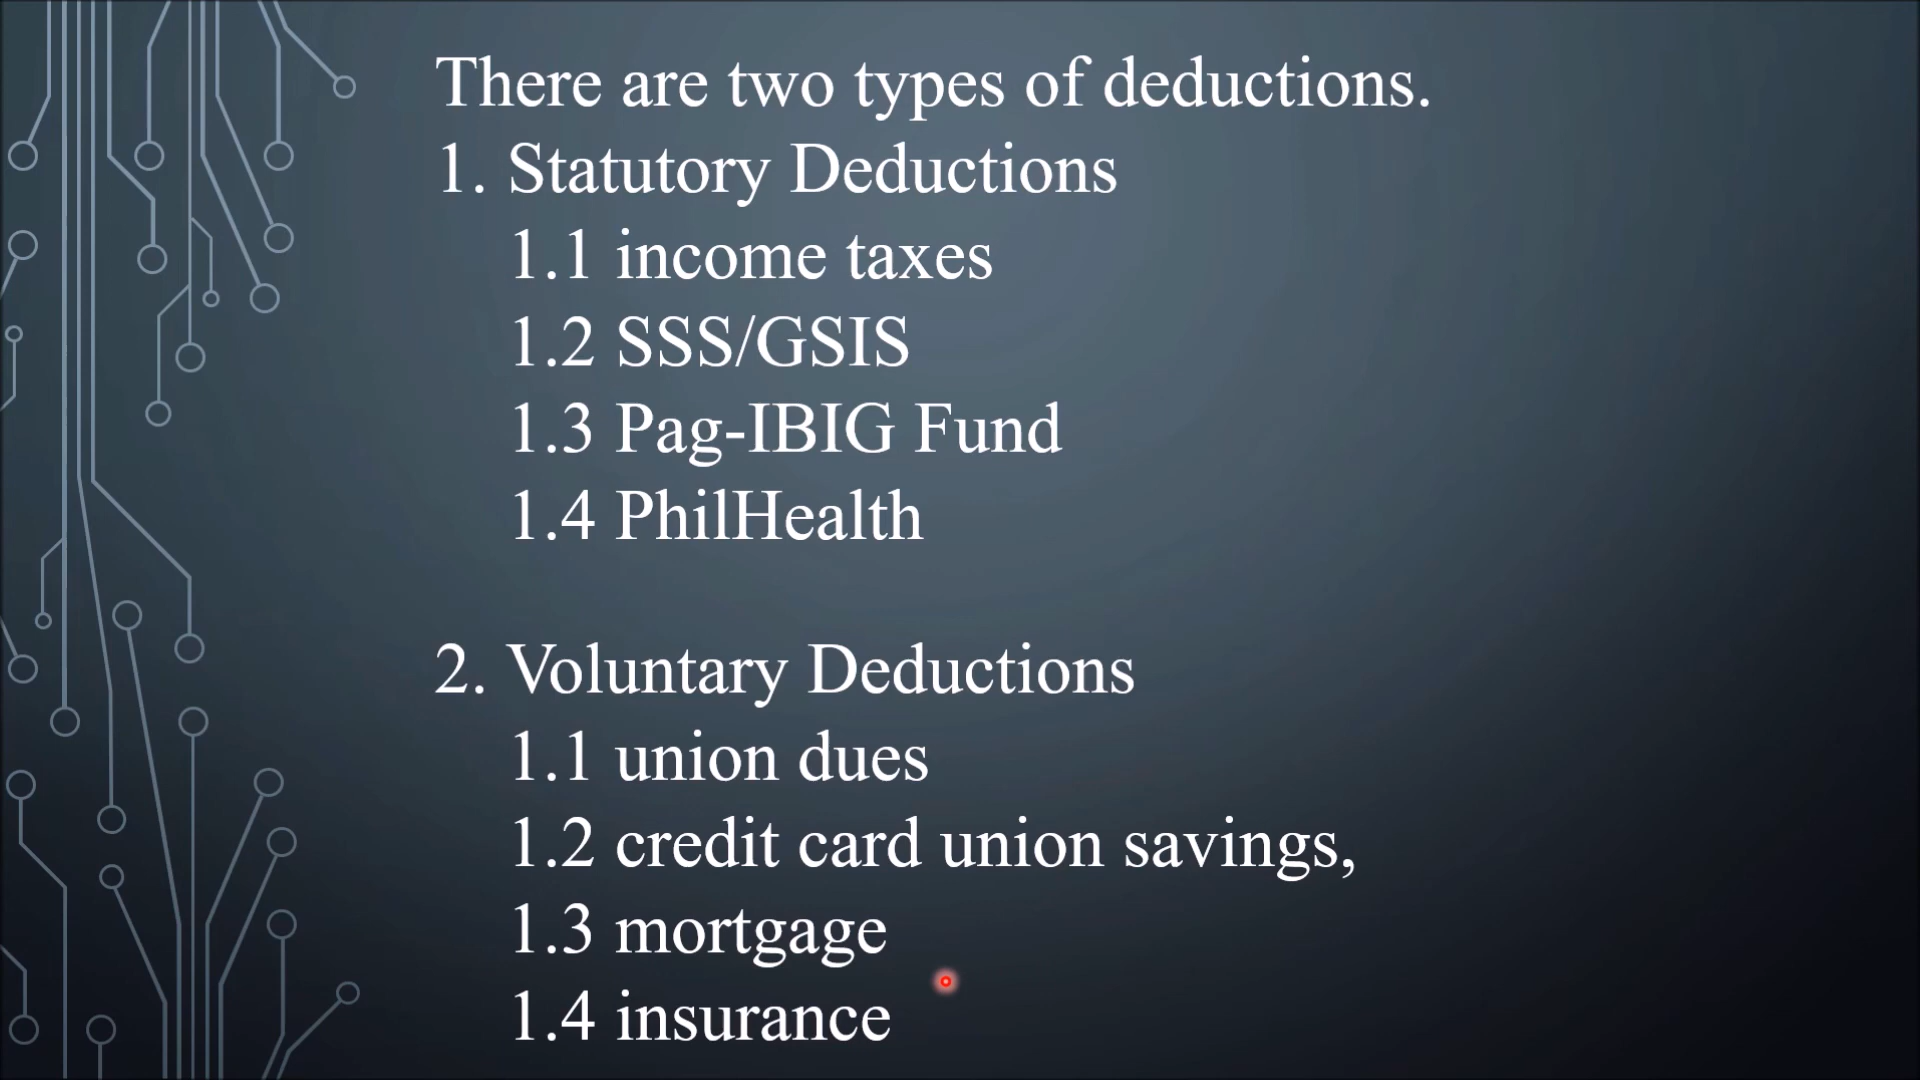 There are two types of deductions.
1. Statutory Deductions
1.1 income taxes
1.2 SSS/GSIS
1.3 Pag-IBIG Fund
1.4 PhilHealth
2. Voluntary Deductions
1.1 union dues
1.2 credit card union savings,
1.3 mortgage
1.4 insurance